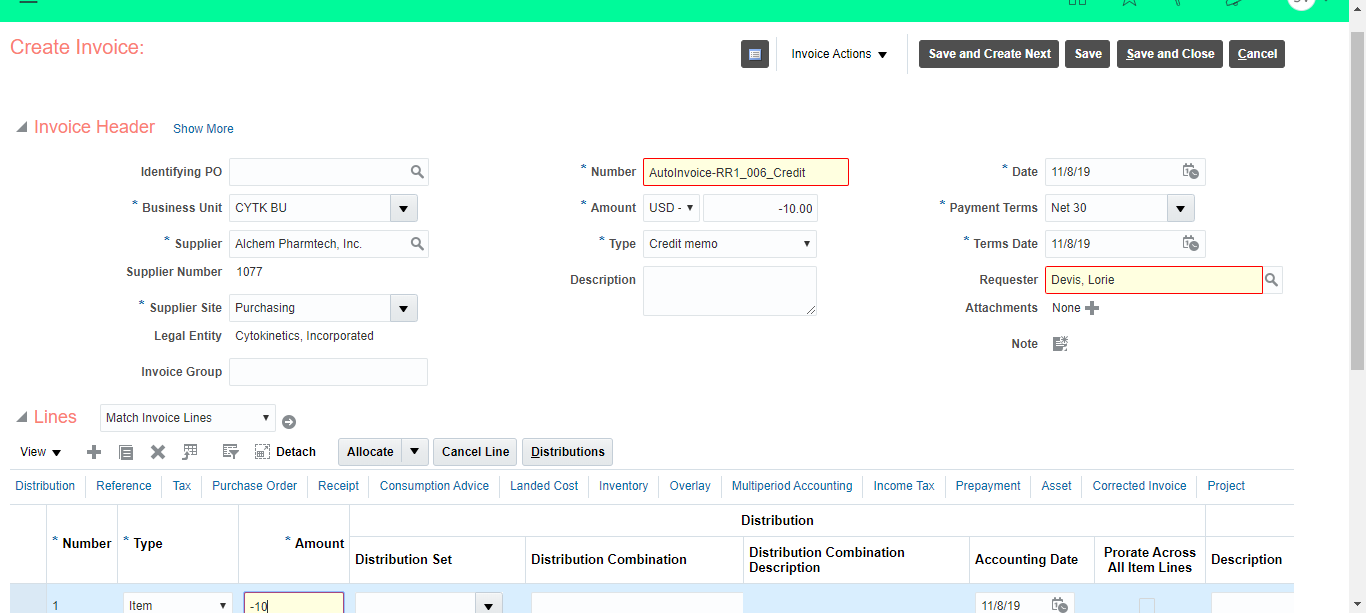 Create Invoice:
Invoice Actions
Save and Create Next
Save
Save and Close
Cancel
Invoice Header
Show More
Identifying PO
* Number AutoInvoice-RR1_006_Credit
* Date 11/8/19
* Business Unit CYTK BU
* Amount USD - -10.00
* Payment Terms Net 30
* Supplier Alchem Pharmtech, Inc.
* Type Credit memo
* Terms Date 11/8/19
Supplier Number 1077
Description
Requester Devis, Lorie
* Supplier Site Purchasing
Attachments None
Legal Entity Cytokinetics, Incorporated
Note
Invoice Group
Lines
Match Invoice Lines
View
Detach
Allocate
Cancel Line
Distributions
Distribution Reference Tax Purchase Order Receipt Consumption Advice Landed Cost Inventory Overlay Multiperiod Accounting Income Tax Prepayment Asset Corrected Invoice Project
Distribution
* Number
* Type
* Amount
Distribution Set
Distribution Combination
Distribution Combination
Description
Accounting Date
Prorate Across
All Item Lines
Description
1 Item -10 11/8/19